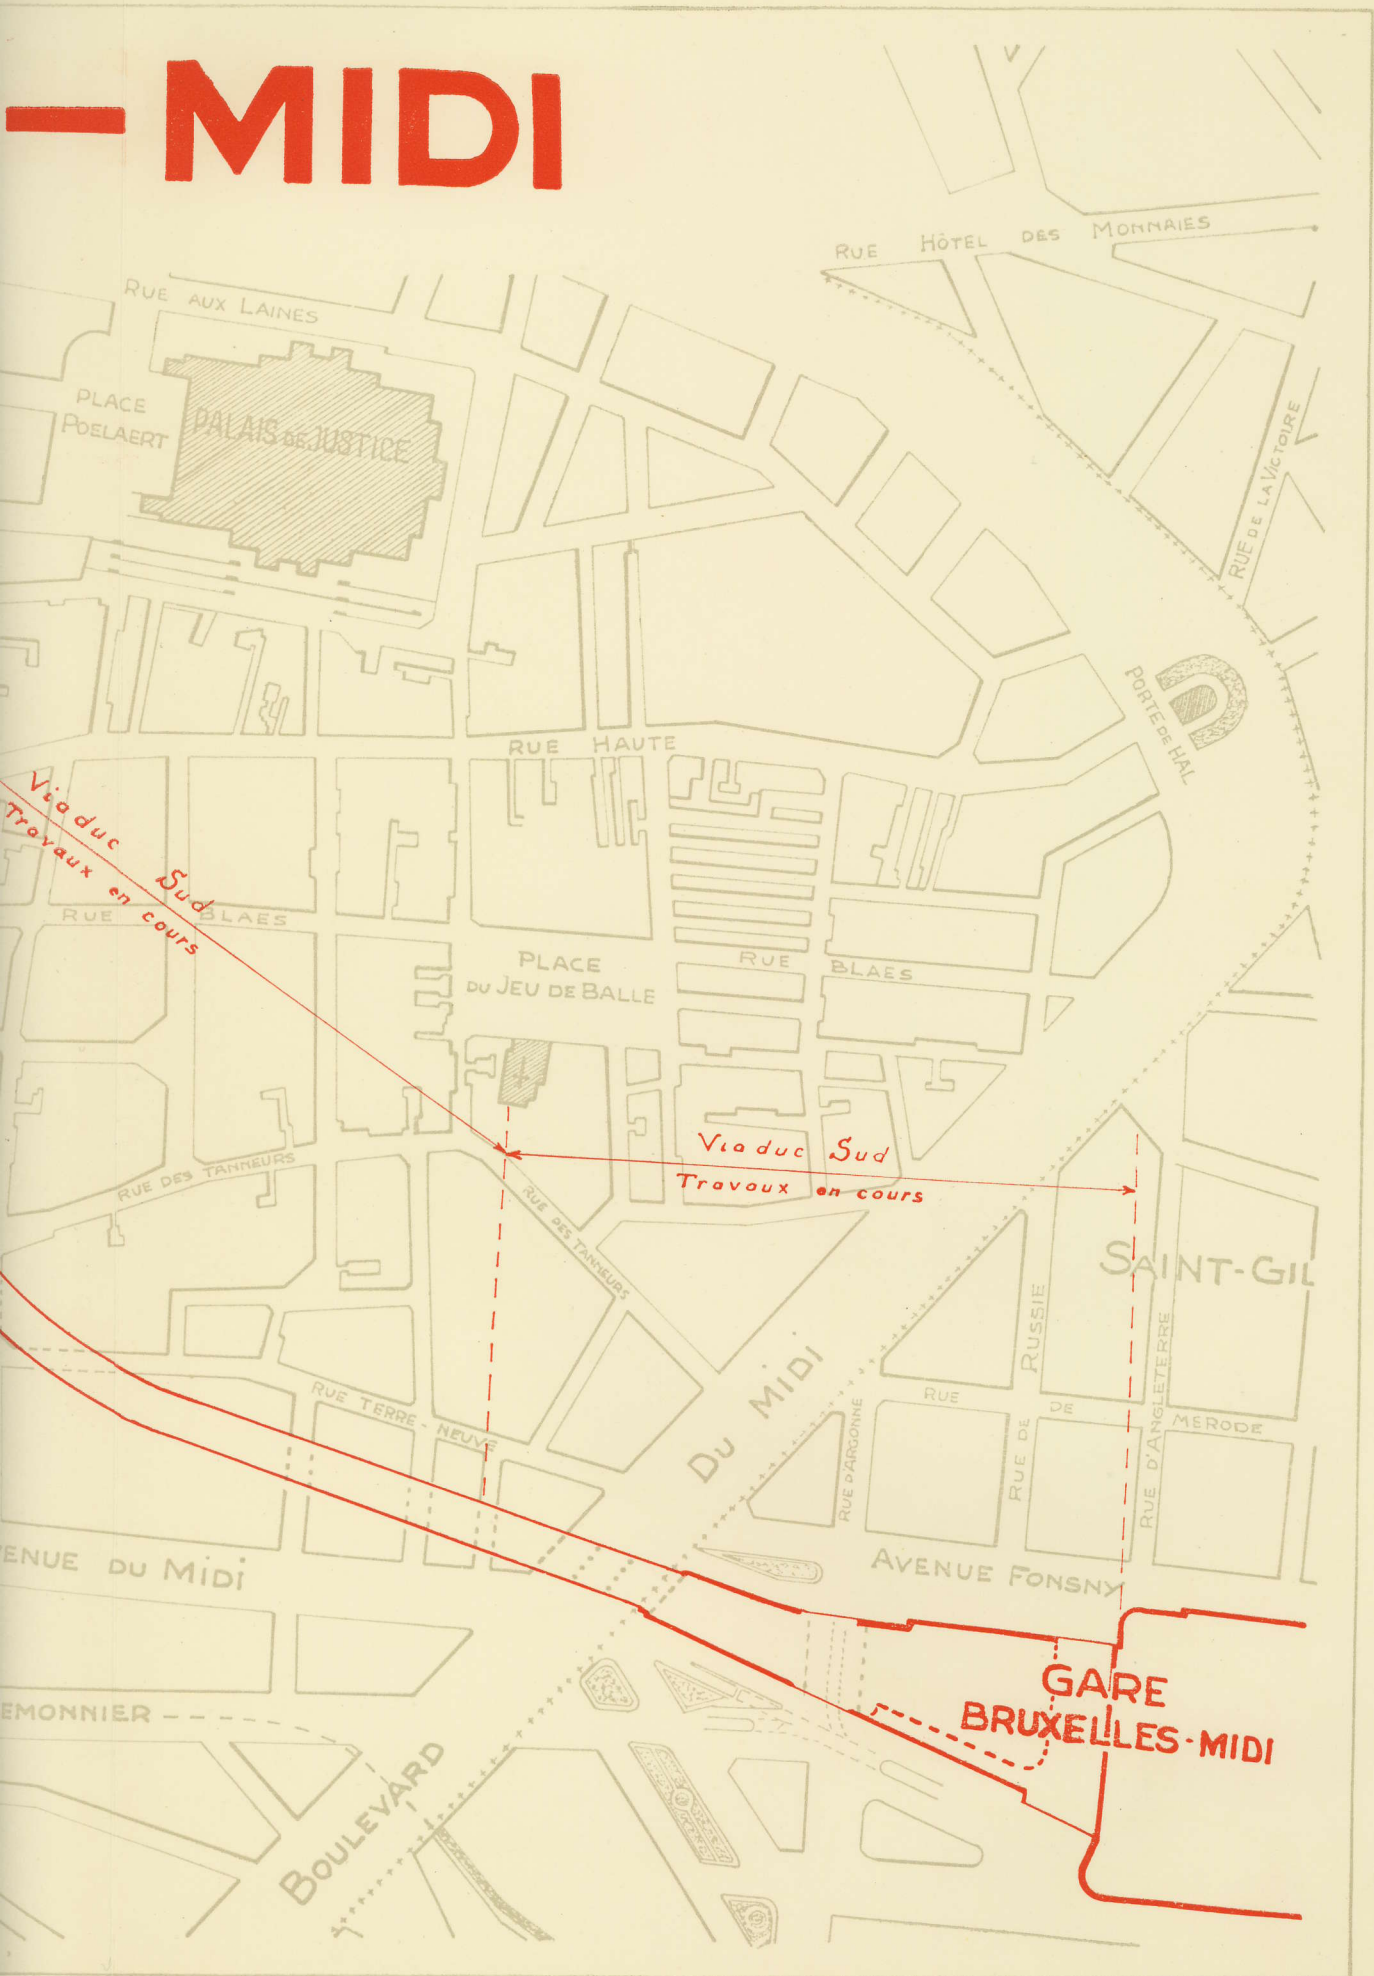 — MIDI
RUE HÔTEL DES MONNAIES
RUE AUX LAINES
PLACE
POELAERT
PALAIS DE JUSTICE
RUE DE LA VICTOIRE
PORTE DE HAL
RUE HAUTE
Viaduc Sud
Travaux en cours
RUE BLAES
PLACE
DU JEU DE BALLE
RUE BLAES
Viaduc Sud
Travaux en cours
RUE DES TANNEURS
RUE DES TANNEURS
SAINT-GIL
RUE DE RUSSIE
RUE D'ANGLETERRE
RUE DE MERODE
RUE D'ARGONNE
RUE TERRE-NEUVE
BOULEVARD DU MIDI
ENUE DU MIDI
AVENUE FONSNY
GARE
BRUXELLES-MIDI
EMONNIER